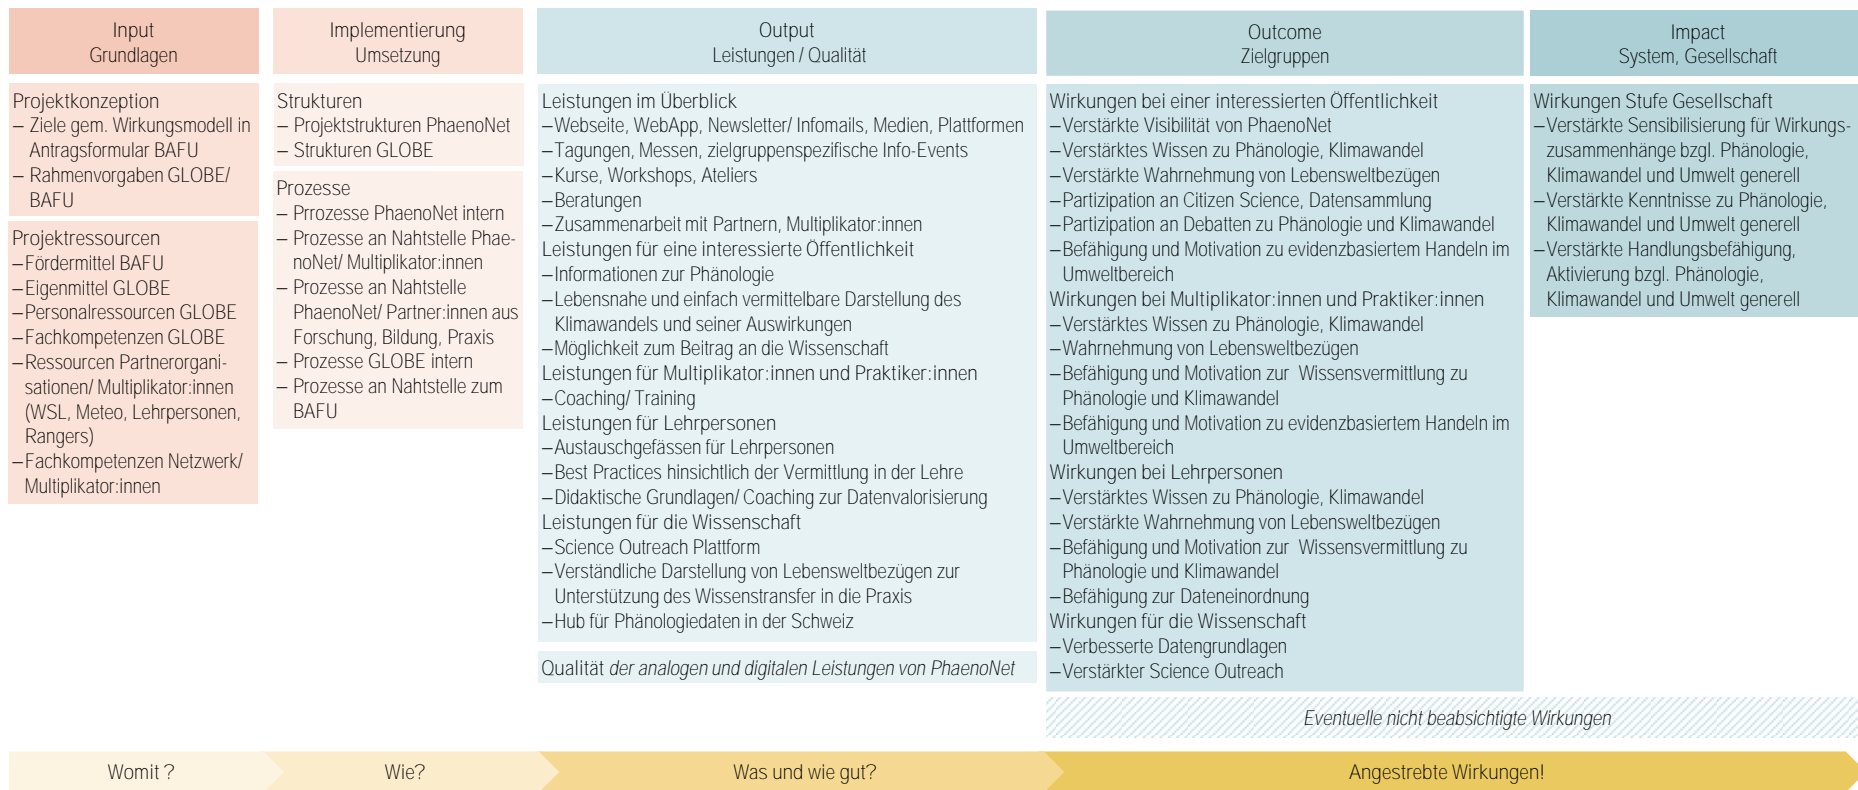 Input
Grundlagen
Projektkonzeption
– Ziele gem. Wirkungsmodell in
Antragsformular BAFU
– Rahmenvorgaben GLOBE/
BAFU
Projektressourcen
–Fördermittel BAFU
–Eigenmittel GLOBE
–Personalressourcen GLOBE
–Fachkompetenzen GLOBE
–Ressourcen Partnerorgani-
sationen/ Multiplikator:innen
(WSL, Meteo, Lehrpersonen,
Rangers)
–Fachkompetenzen Netzwerk/
Multiplikator:innen
Implementierung
Umsetzung
Strukturen
– Projektstrukturen PhaenoNet
– Strukturen GLOBE
Prozesse
– Prrozesse PhaenoNet intern
– Prozesse an Nahtstelle Phae-
noNet/ Multiplikator:innen
– Prozesse an Nahtstelle
PhaenoNet/ Partner:innen aus
Forschung, Bildung, Praxis
– Prozesse GLOBE intern
– Prozesse an Nahtstelle zum
BAFU
Output
Leistungen / Qualität
Leistungen im Überblick
–Webseite, WebApp, Newsletter/ Infomails, Medien, Plattformen
–Tagungen, Messen, zielgruppenspezifische Info-Events
–Kurse, Workshops, Ateliers
–Beratungen
–Zusammenarbeit mit Partnern, Multiplikator:innen
Leistungen für eine interessierte Öffentlichkeit
–Informationen zur Phänologie
–Lebensnahe und einfach vermittelbare Darstellung des
Klimawandels und seiner Auswirkungen
–Möglichkeit zum Beitrag an die Wissenschaft
Leistungen für Multiplikator:innen und Praktiker:innen
–Coaching/ Training
Leistungen für Lehrpersonen
–Austauschgefässen für Lehrpersonen
–Best Practices hinsichtlich der Vermittlung in der Lehre
–Didaktische Grundlagen/ Coaching zur Datenvalorisierung
Leistungen für die Wissenschaft
–Science Outreach Plattform
–Verständliche Darstellung von Lebensweltbezügen zur
Unterstützung des Wissenstransfer in die Praxis
–Hub für Phänologiedaten in der Schweiz
Qualität der analogen und digitalen Leistungen von PhaenoNet
Outcome
Zielgruppen
Wirkungen bei einer interessierten Öffentlichkeit
–Verstärkte Visibilität von PhaenoNet
–Verstärktes Wissen zu Phänologie, Klimawandel
–Verstärkte Wahrnehmung von Lebensweltbezügen
–Partizipation an Citizen Science, Datensammlung
–Partizipation an Debatten zu Phänologie und Klimawandel
–Befähigung und Motivation zu evidenzbasiertem Handeln im
Umweltbereich
Wirkungen bei Multiplikator:innen und Praktiker:innen
–Verstärktes Wissen zu Phänologie, Klimawandel
–Wahrnehmung von Lebensweltbezügen
–Befähigung und Motivation zur Wissensvermittlung zu
Phänologie und Klimawandel
–Befähigung und Motivation zu evidenzbasiertem Handeln im
Umweltbereich
Wirkungen bei Lehrpersonen
–Verstärktes Wissen zu Phänologie, Klimawandel
–Verstärkte Wahrnehmung von Lebensweltbezügen
–Befähigung und Motivation zur Wissensvermittlung zu
Phänologie und Klimawandel
–Befähigung zur Dateneinordnung
Wirkungen für die Wissenschaft
–Verbesserte Datengrundlagen
–Verstärkter Science Outreach
Impact
System, Gesellschaft
Wirkungen Stufe Gesellschaft
–Verstärkte Sensibilisierung für Wirkungs-
zusammenhänge bzgl. Phänologie,
Klimawandel und Umwelt generell
–Verstärkte Kenntnisse zu Phänologie,
Klimawandel und Umwelt generell
–Verstärkte Handlungsbefähigung,
Aktivierung bzgl. Phänologie,
Klimawandel und Umwelt generell
Eventuelle nicht beabsichtigte Wirkungen
Womit ?
Wie?
Was und wie gut?
Angestrebte Wirkungen!